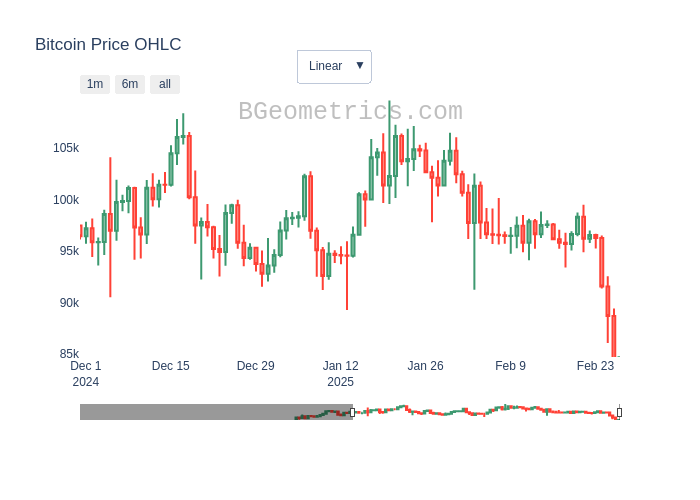 Bitcoin Price OHLC
Linear ▼
1m 6m all
BGeometrics.com
105k
100k
95k
90k
85k
Dec 1 Dec 15 Dec 29 Jan 12 Jan 26 Feb 9 Feb 23
2024 2025